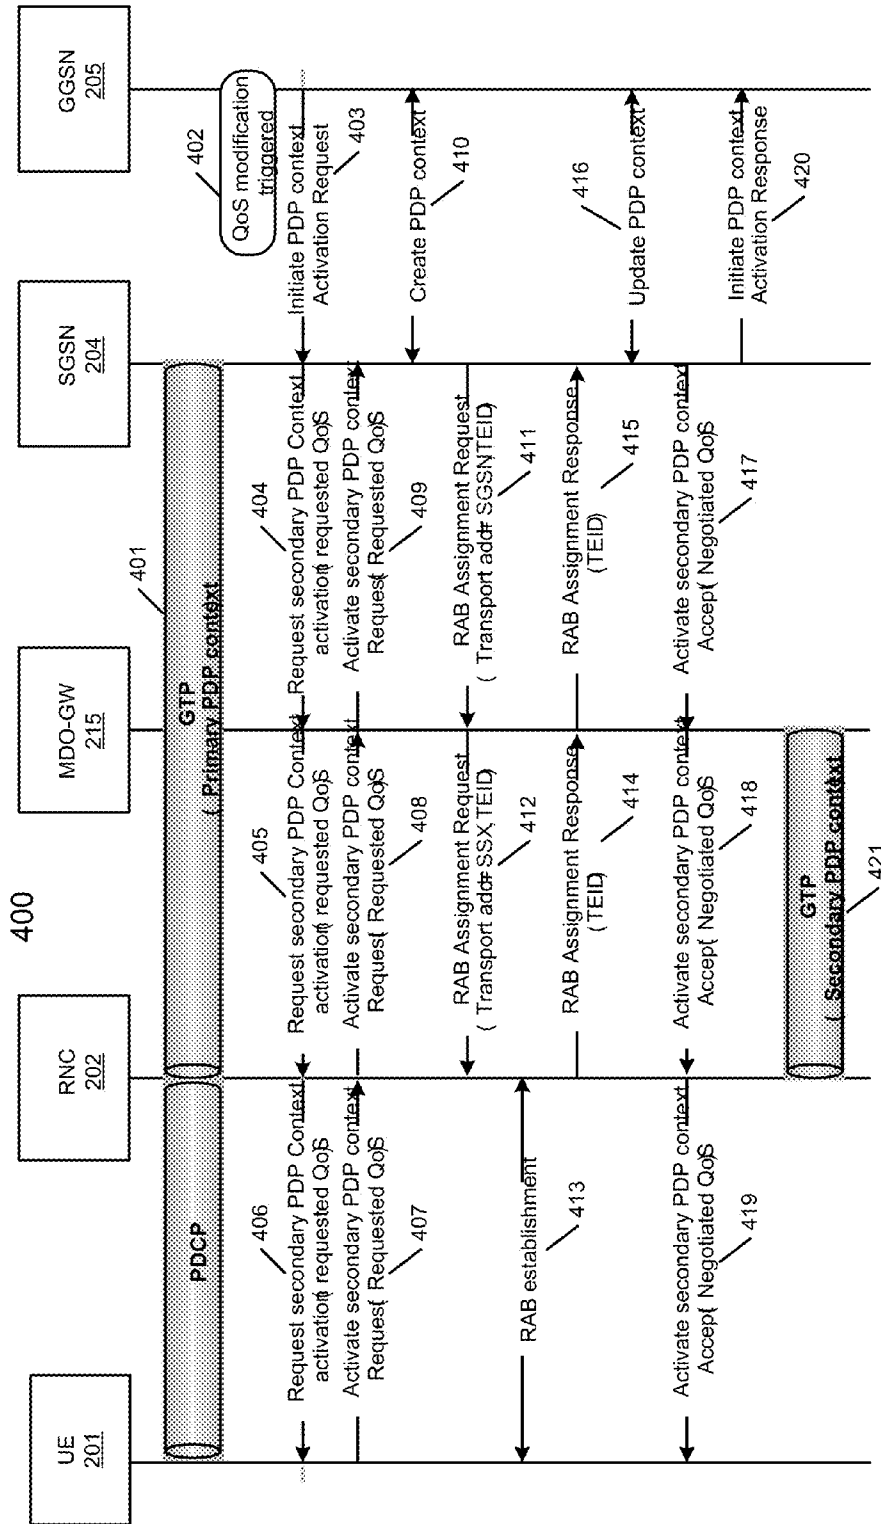 400
UE
201
RNC
202
MDO-GW
215
SGSN
204
GGSN
205
PDCP
GTP
( Primary PDP context
401
QoS modification
triggered
402
Initiate PDP context
Activation Request
403
Request secondary PDP Context
activation( requested QoS
404
Request secondary PDP Context
activation( requested QoS
405
Request secondary PDP Context
activation( requested QoS
406
Activate secondary PDP context
Request( Requested QoS
407
Activate secondary PDP context
Request( Requested QoS
408
Activate secondary PDP context
Request( Requested QoS
409
Create PDP context
410
RAB Assignment Request
( Transport addr= SGSN,TEID)
411
RAB Assignment Request
( Transport addr= SSX,TEID)
412
RAB establishment
413
RAB Assignment Response
( TEID)
414
RAB Assignment Response
( TEID)
415
Update PDP context
416
Activate secondary PDP context
Accept( Negotiated QoS
417
Activate secondary PDP context
Accept( Negotiated QoS
418
Activate secondary PDP context
Accept( Negotiated QoS
419
Initiate PDP context
Activation Response
420
GTP
( Secondary PDP context
421